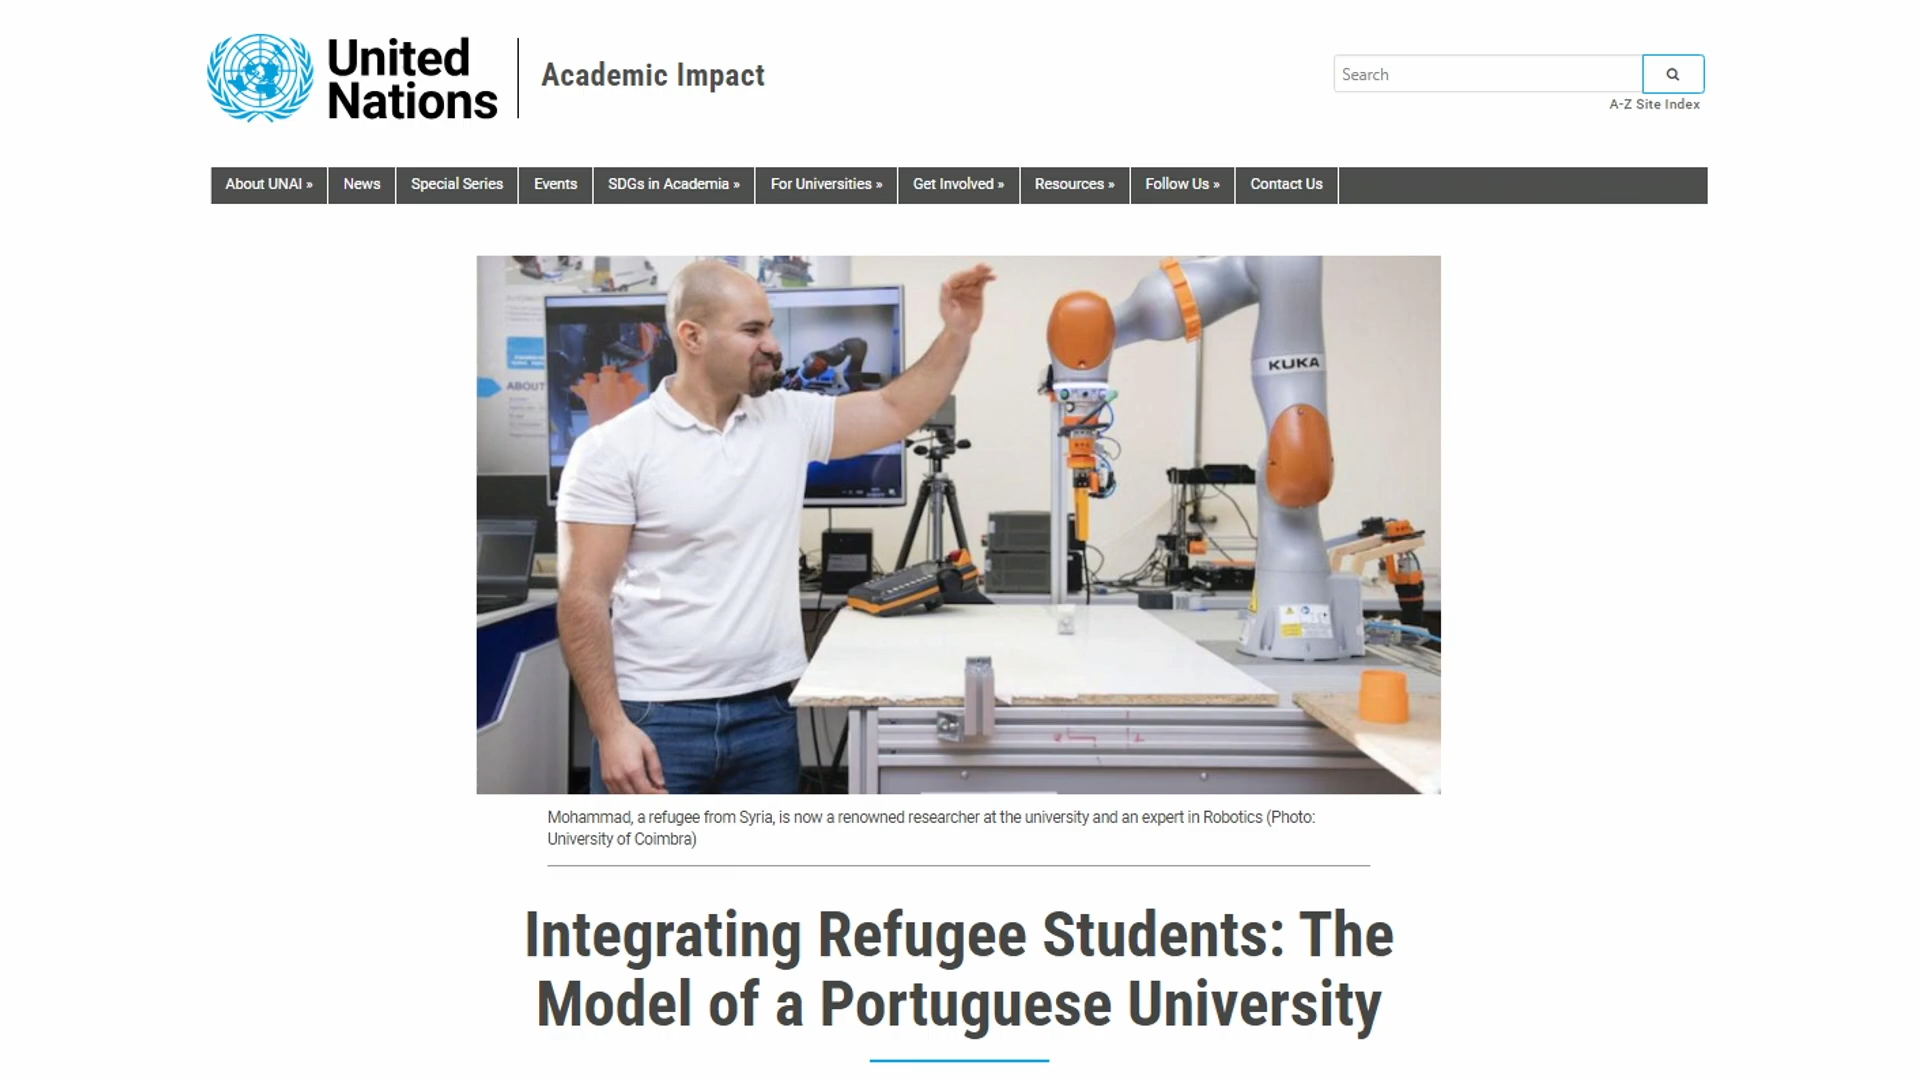 United
Nations
Academic Impact
Search
A-Z Site Index
About UNAI »
News
Special Series
Events
SDGs in Academia »
For Universities »
Get Involved »
Resources »
Follow Us »
Contact Us
ABOUT
KUKA
Mohammad, a refugee from Syria, is now a renowned researcher at the university and an expert in Robotics (Photo:
University of Coimbra)
Integrating Refugee Students: The
Model of a Portuguese University